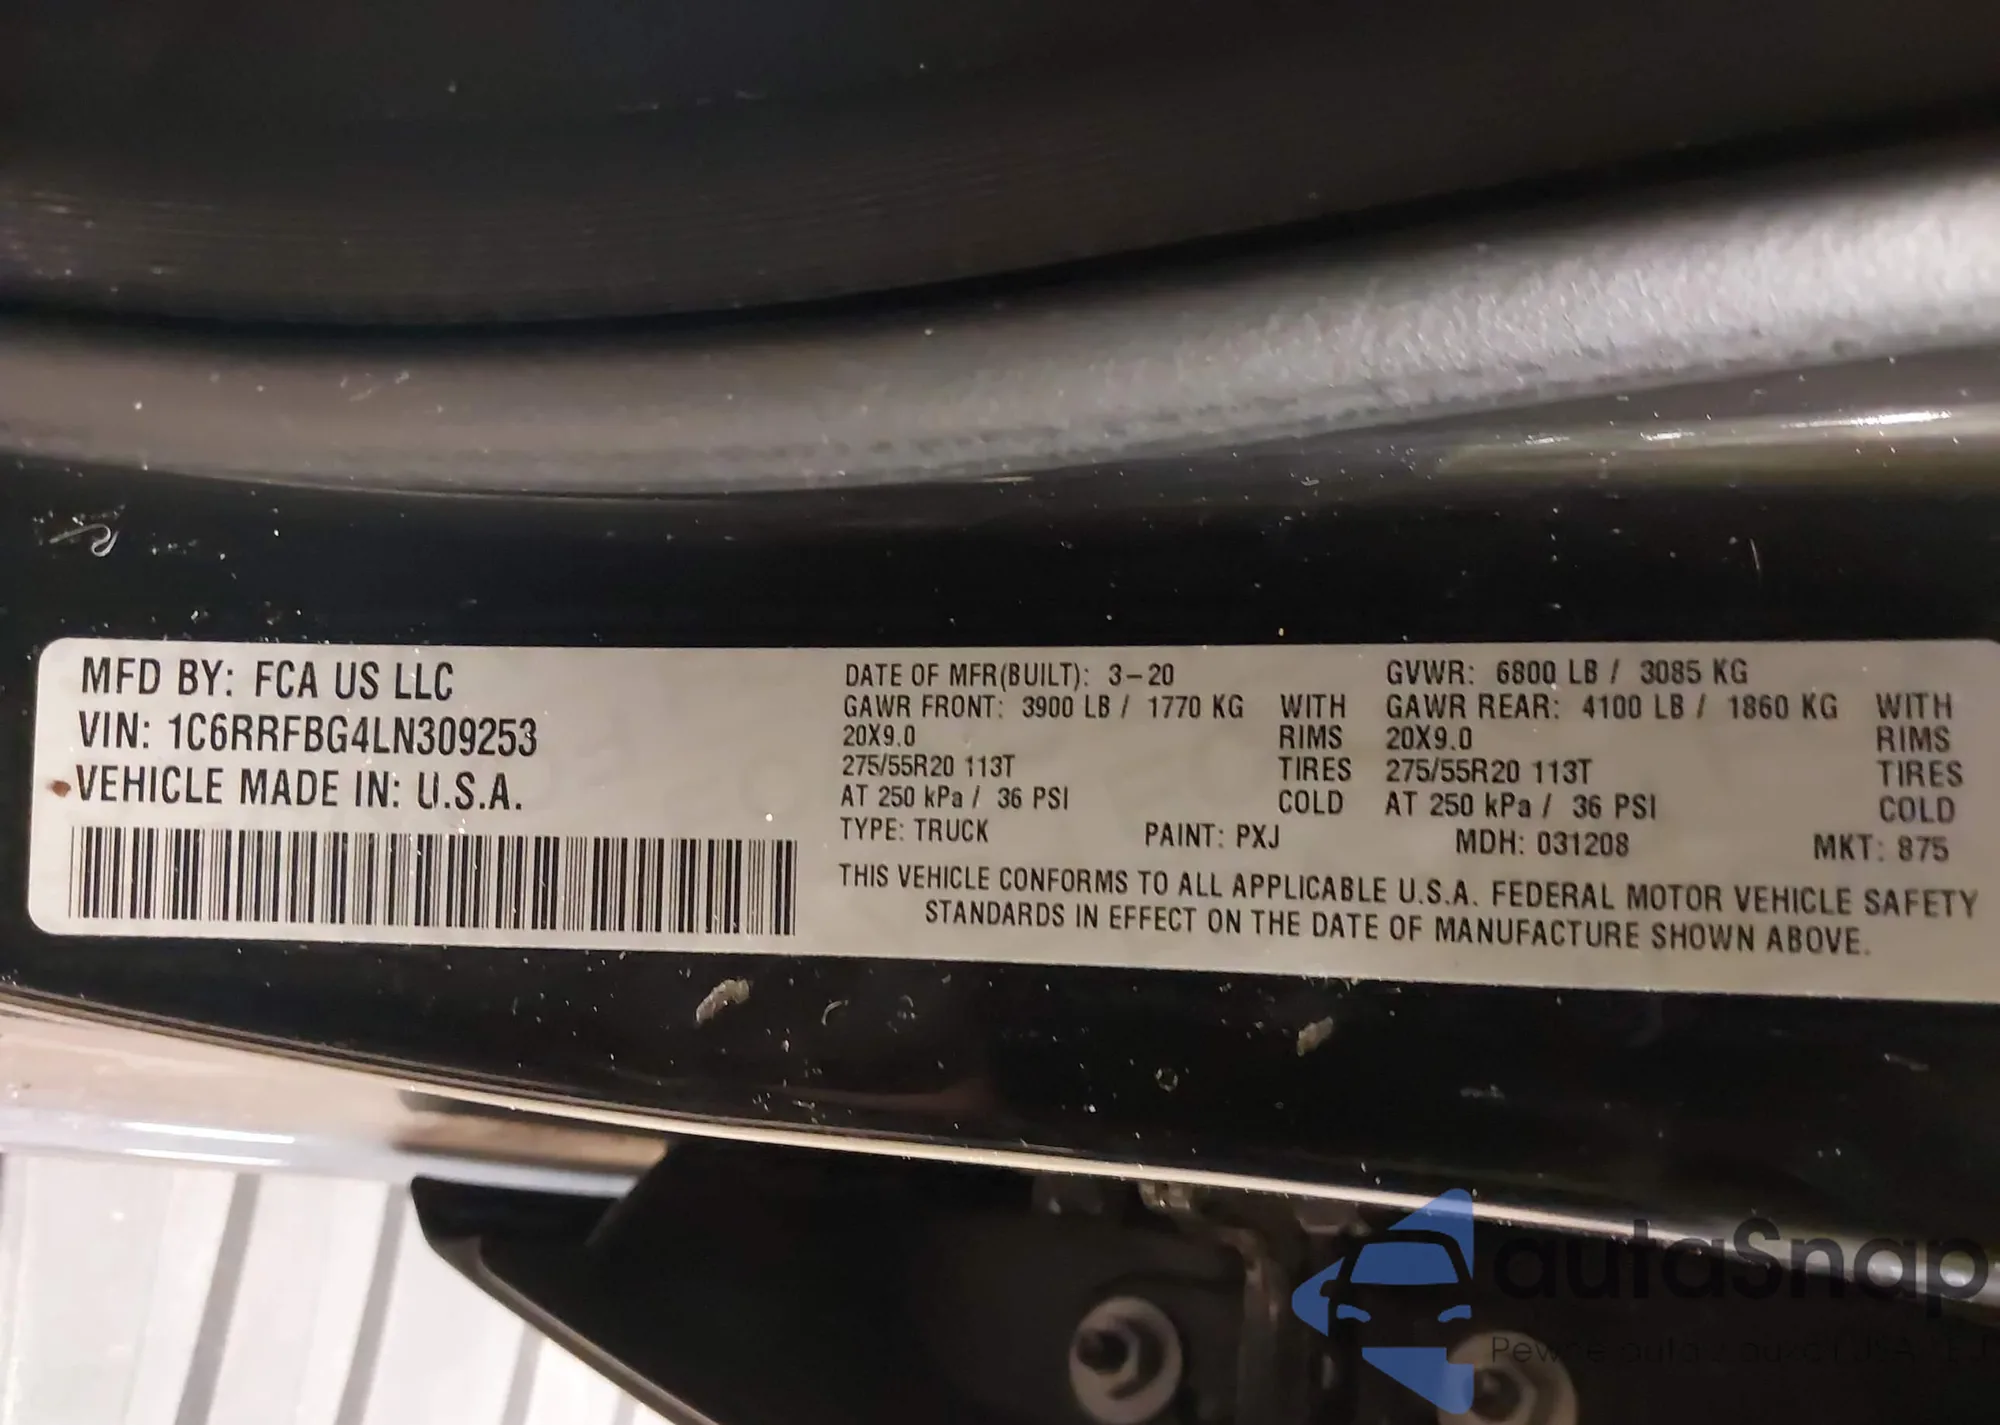 MFD BY: FCA US LLC
VIN: 1C6RRFBG4LN309253
VEHICLE MADE IN: U.S.A.
DATE OF MFR(BUILT): 3-20 GVWR: 6800 LB / 3085 KG
GAWR FRONT: 3900 LB / 1770 KG WITH GAWR REAR: 4100 LB / 1860 KG WITH
20X9.0 RIMS 20X9.0 RIMS
275/55R20 113T TIRES 275/55R20 113T TIRES
AT 250 kPa / 36 PSI COLD AT 250 kPa / 36 PSI COLD
TYPE: TRUCK PAINT: PXJ MDH: 031208 MKT: 875
THIS VEHICLE CONFORMS TO ALL APPLICABLE U.S.A. FEDERAL MOTOR VEHICLE SAFETY
STANDARDS IN EFFECT ON THE DATE OF MANUFACTURE SHOWN ABOVE.
autaSnap
auta z